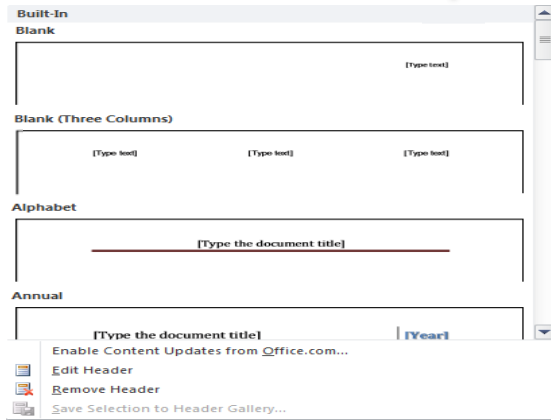 Built-In
Blank
[Type text]
Blank (Three Columns)
[Type text] [Type text] [Type text]
Alphabet
[Type the document title]
Annual
[Type the document title] [Year]
Enable Content Updates from Office.com...
Edit Header
Remove Header
Save Selection to Header Gallery...